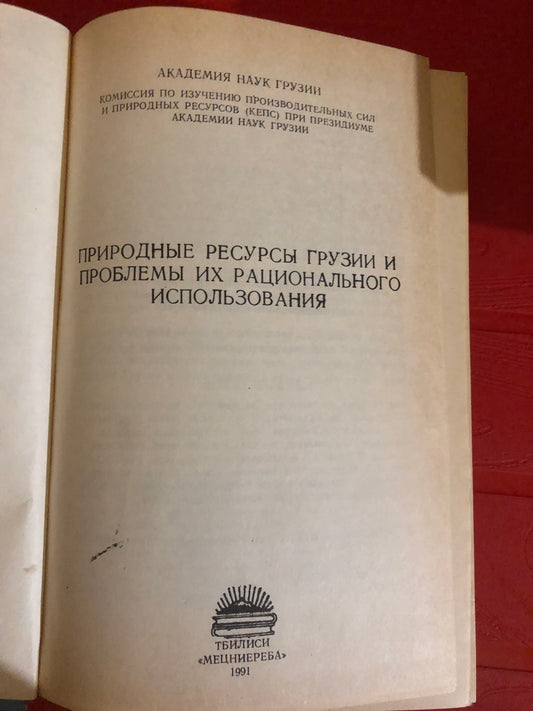 АКАДЕМИЯ НАУК ГРУЗИИ
КОМИССИЯ ПО ИЗУЧЕНИЮ ПРОИЗВОДИТЕЛЬНЫХ СИЛ
И ПРИРОДНЫХ РЕСУРСОВ (КЕПС) ПРИ ПРЕЗИДИУМЕ
АКАДЕМИИ НАУК ГРУЗИИ
ПРИРОДНЫЕ РЕСУРСЫ ГРУЗИИ И
ПРОБЛЕМЫ ИХ РАЦИОНАЛЬНОГО
ИСПОЛЬЗОВАНИЯ
ТБИЛИСИ
«МЕЦНИЕРЕБА»
1991